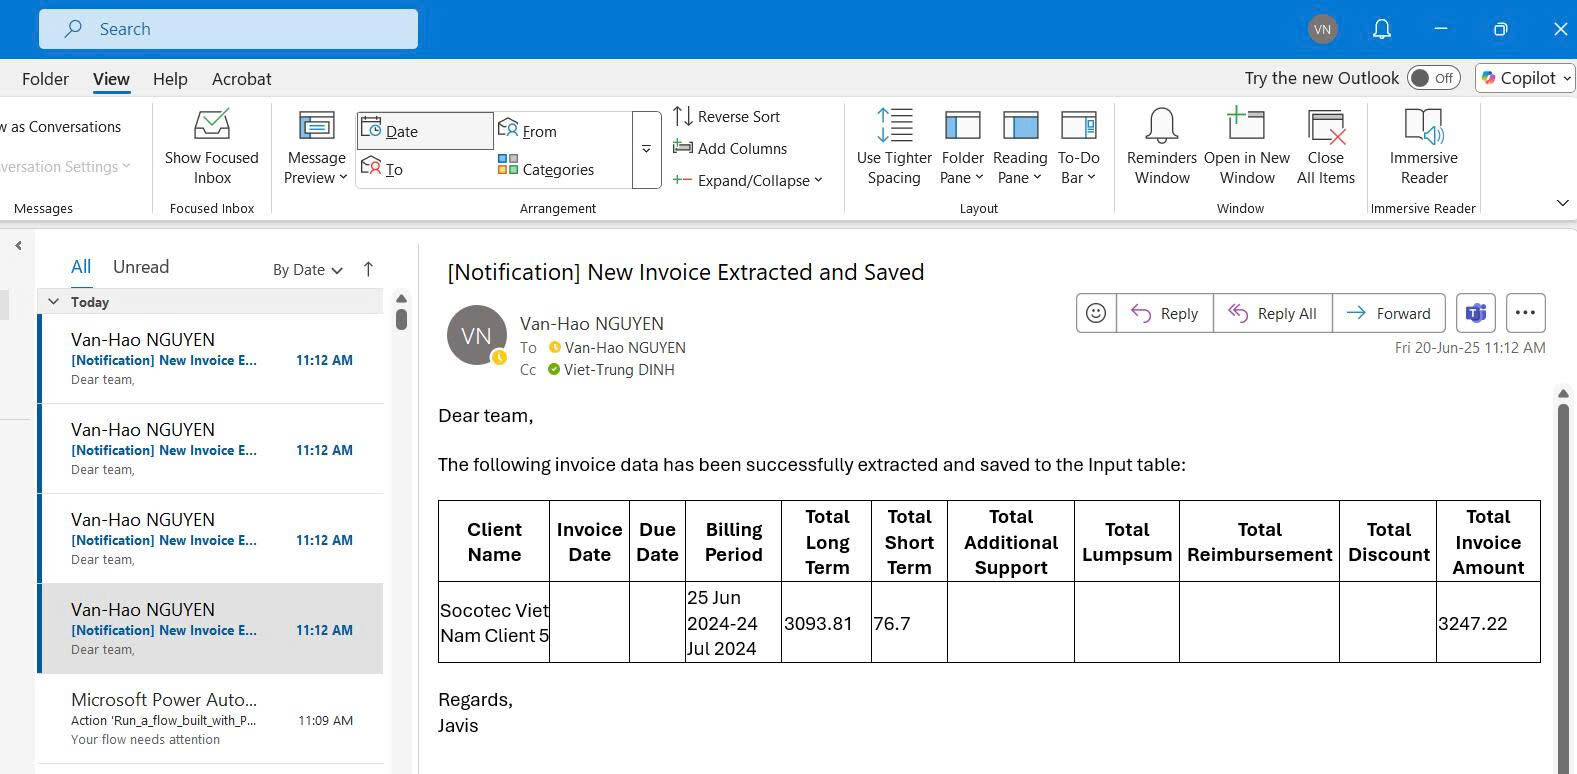 Search
VN
Folder View Help Acrobat
Try the new Outlook Off Copilot
w as Conversations
versation Settings
Messages
Show Focused
Inbox
Focused Inbox
Message
Preview
Date
From
To
Categories
Reverse Sort
Add Columns
Expand/Collapse
Arrangement
Use Tighter
Spacing
Folder
Pane
Reading
Pane
To-Do
Bar
Layout
Reminders
Window
Open in New
Window
Close
All Items
Window
Immersive
Reader
Immersive Reader
All Unread By Date
Today
Van-Hao NGUYEN
[Notification] New Invoice E... 11:12 AM
Dear team,
Van-Hao NGUYEN
[Notification] New Invoice E... 11:12 AM
Dear team,
Van-Hao NGUYEN
[Notification] New Invoice E... 11:12 AM
Dear team,
Van-Hao NGUYEN
[Notification] New Invoice E... 11:12 AM
Dear team,
Microsoft Power Auto...
Action 'Run_a_flow_built_with_P... 11:09 AM
Your flow needs attention
[Notification] New Invoice Extracted and Saved
VN
Van-Hao NGUYEN
To Van-Hao NGUYEN
Cc Viet-Trung DINH
Reply Reply All Forward
Fri 20-Jun-25 11:12 AM
Dear team,
The following invoice data has been successfully extracted and saved to the Input table:
Client
Name
Invoice
Date
Due
Date
Billing
Period
Total
Long
Term
Total
Short
Term
Total
Additional
Support
Total
Lumpsum
Total
Reimbursement
Total
Discount
Total
Invoice
Amount
Socotec Viet
Nam Client 5
25 Jun
2024-24
Jul 2024
3093.81
76.7
3247.22
Regards,
Javis